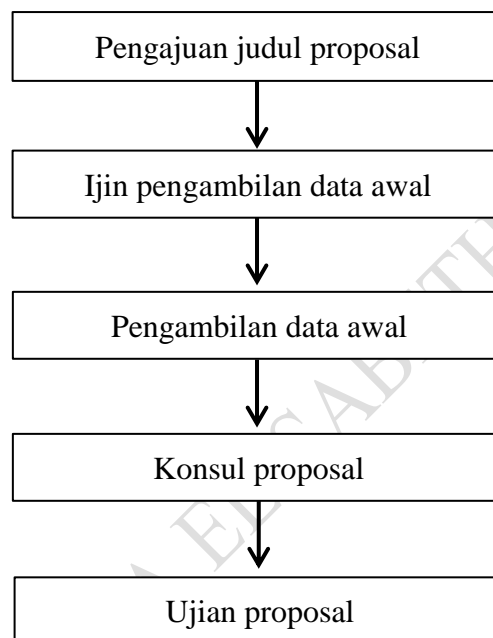 Pengajuan judul proposal
Ijin pengambilan data awal
Pengambilan data awal
Konsul proposal
Ujian proposal